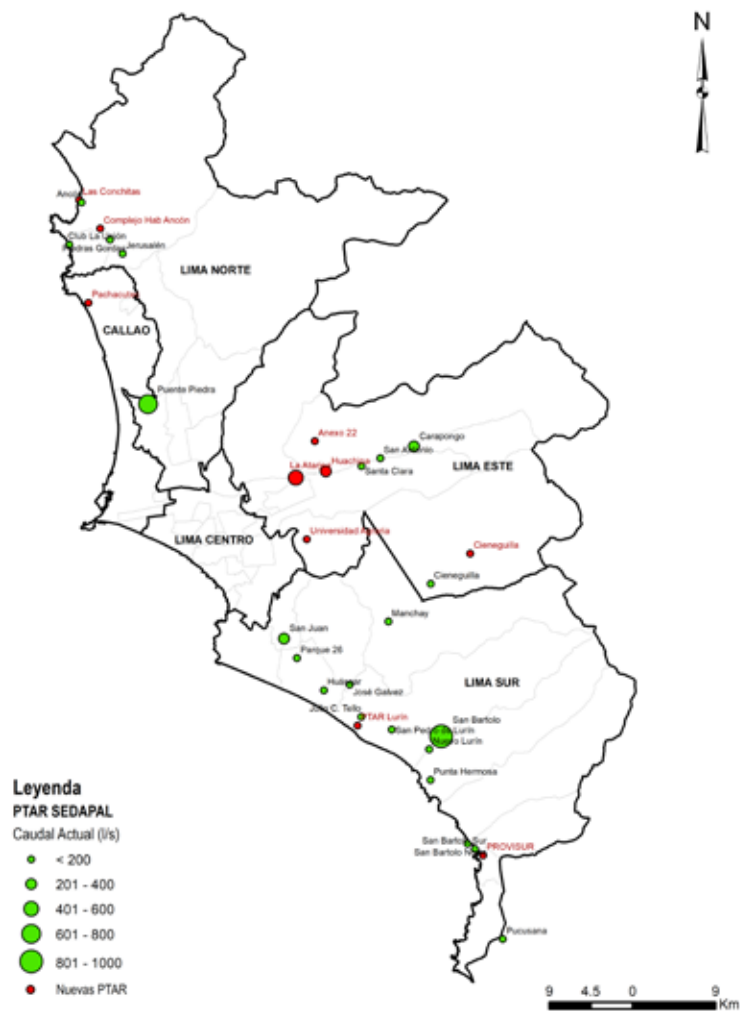 N
Ancón
Las Conchitas
Complejo Hab Ancón
Club La Unión
Piedras Gordas
Jerusalén
LIMA NORTE
Pachacutec
CALLAO
Puente Piedra
Anexo 22
Carapongo
San Antonio
La Atarjea
Huachipa
Santa Clara
LIMA ESTE
Universidad Agraria
LIMA CENTRO
Cieneguilla
Cieneguilla
Manchay
San Juan
Parque 26
LIMA SUR
Huáscar
José Galvez
Julio C. Tello
PTAR Lurín
San Bartolo
San Pedro de Lurín
Nuevo Lurín
Punta Hermosa
San Bartolo Sur
San Bartolo N
PROVISUR
Pucusana
Leyenda
PTAR SEDAPAL
Caudal Actual (l/s)
< 200
201 - 400
401 - 600
601 - 800
801 - 1000
Nuevas PTAR
9 4.5 0 9
Km